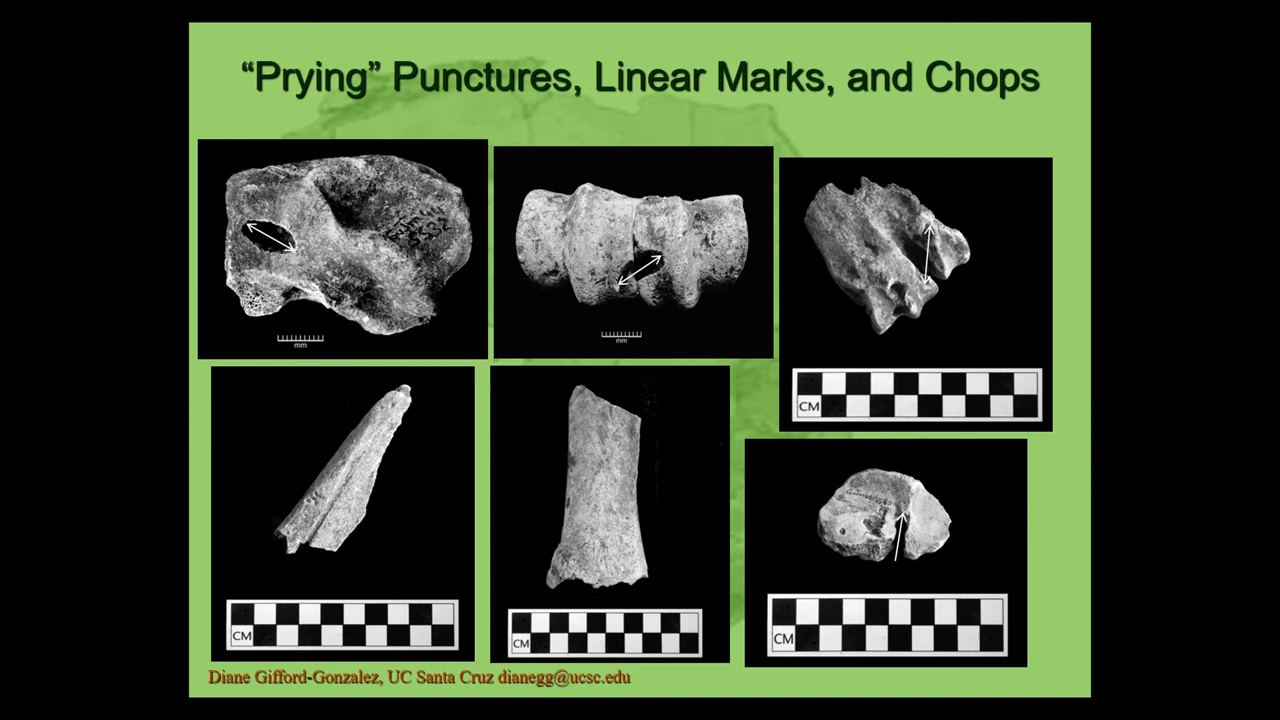 “Prying” Punctures, Linear Marks, and Chops
mm
mm
CM
CM
CM
CM
Diane Gifford-Gonzalez, UC Santa Cruz dianegg@ucsc.edu